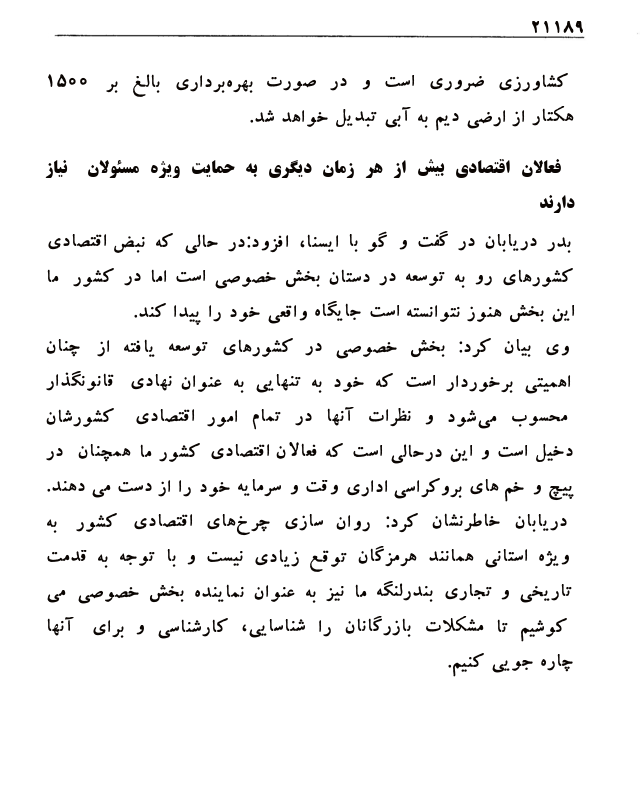 ۲۱۱۸۹
کشاورزی ضروری است و در صورت بهره‌برداری بالغ بر ۱۵۰۰
هکتار از ارضی دیم به آبی تبدیل خواهد شد.
فعالان اقتصادی بیش از هر زمان دیگری به حمایت ویژه مسئولان نیاز
دارند
بدر دریابان در گفت و گو با ایسنا، افزود:در حالی که نبض اقتصادی
کشورهای رو به توسعه در دستان بخش خصوصی است اما در کشور ما
این بخش هنوز نتوانسته است جایگاه واقعی خود را پیدا کند.
وی بیان کرد: بخش خصوصی در کشورهای توسعه یافته از چنان
اهمیتی برخوردار است که خود به تنهایی به عنوان نهادی قانونگذار
محسوب می‌شود و نظرات آنها در تمام امور اقتصادی کشورشان
دخیل است و این درحالی است که فعالان اقتصادی کشور ما همچنان در
پیچ و خم های بروکراسی اداری وقت و سرمایه خود را از دست می دهند.
دریابان خاطرنشان کرد: روان سازی چرخ‌های اقتصادی کشور به
ویژه استانی همانند هرمزگان توقع زیادی نیست و با توجه به قدمت
تاریخی و تجاری بندرلنگه ما نیز به عنوان نماینده بخش خصوصی می
کوشیم تا مشکلات بازرگانان را شناسایی، کارشناسی و برای آنها
چاره جویی کنیم.